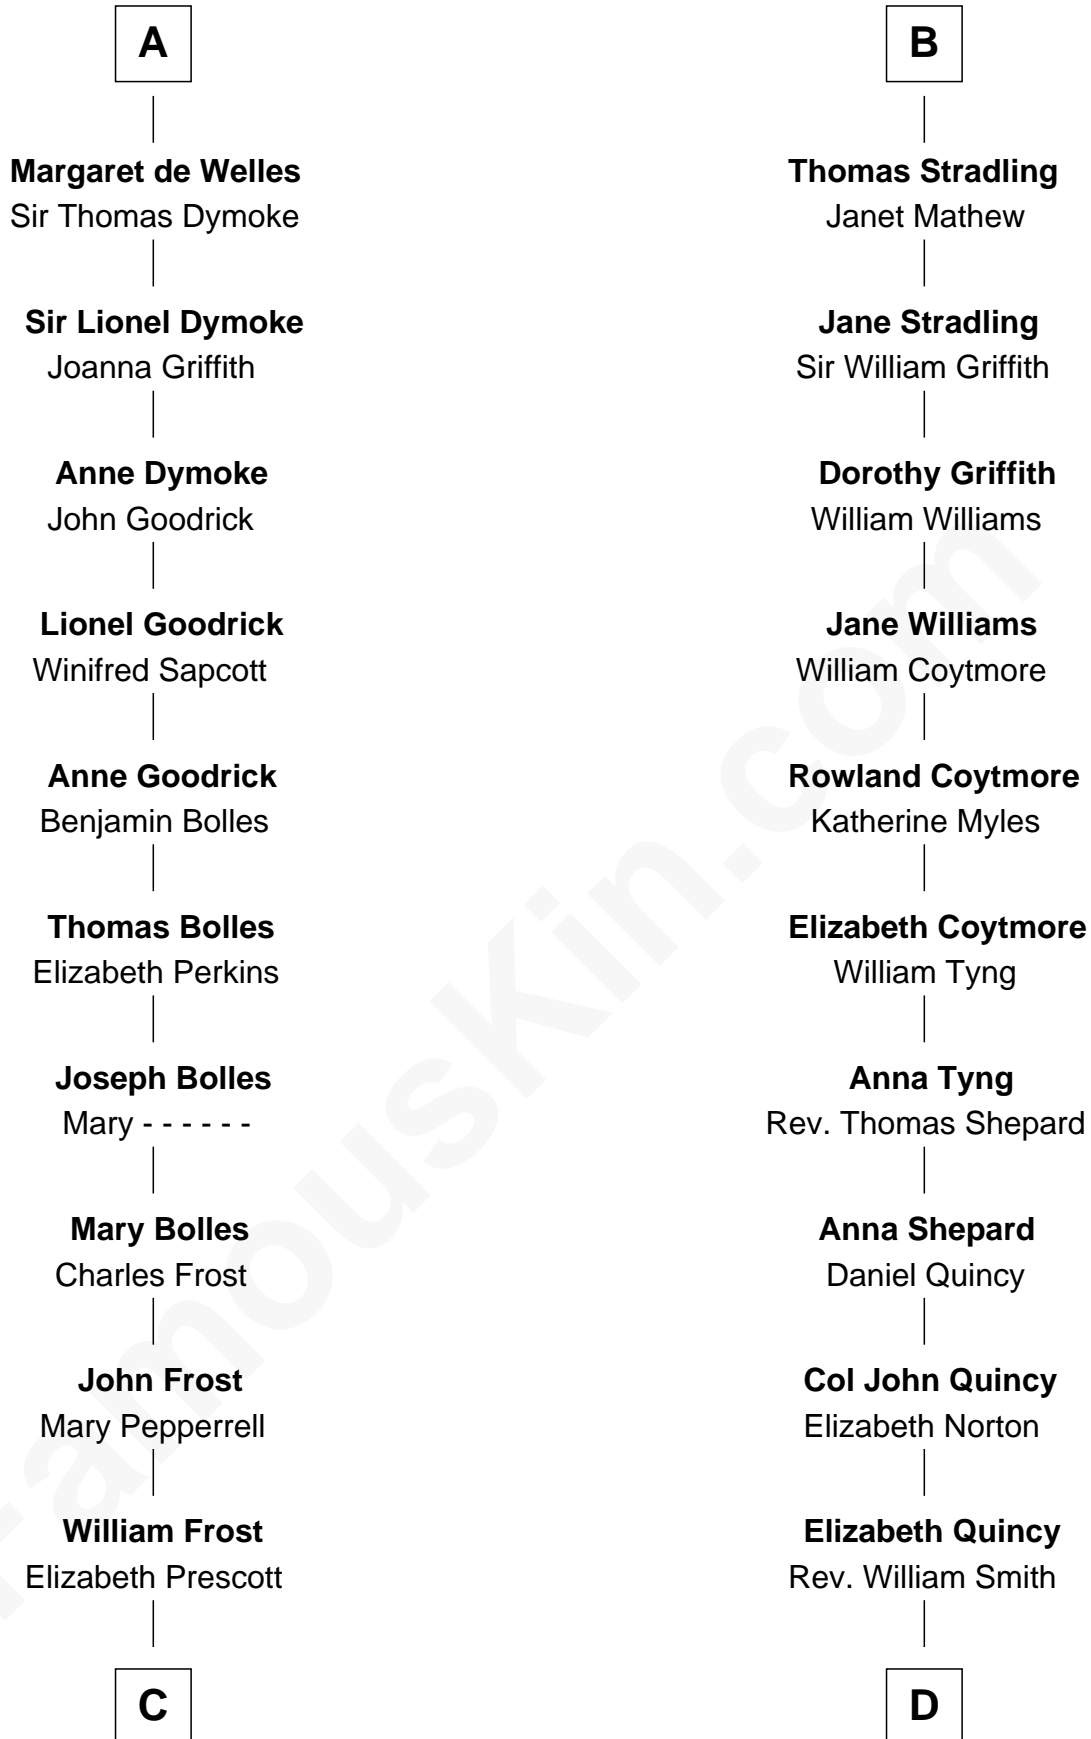 A
Margaret de Welles
Sir Thomas Dymoke
Sir Lionel Dymoke
Joanna Griffith
Anne Dymoke
John Goodrick
Lionel Goodrick
Winifred Sapcott
Anne Goodrick
Benjamin Bolles
Thomas Bolles
Elizabeth Perkins
Joseph Bolles
Mary - - - - - -
Mary Bolles
Charles Frost
John Frost
Mary Pepperrell
William Frost
Elizabeth Prescott
C
B
Thomas Stradling
Janet Mathew
Jane Stradling
Sir William Griffith
Dorothy Griffith
William Williams
Jane Williams
William Coytmore
Rowland Coytmore
Katherine Myles
Elizabeth Coytmore
William Tyng
Anna Tyng
Rev. Thomas Shepard
Anna Shepard
Daniel Quincy
Col John Quincy
Elizabeth Norton
Elizabeth Quincy
Rev. William Smith
D
FamousKin.com